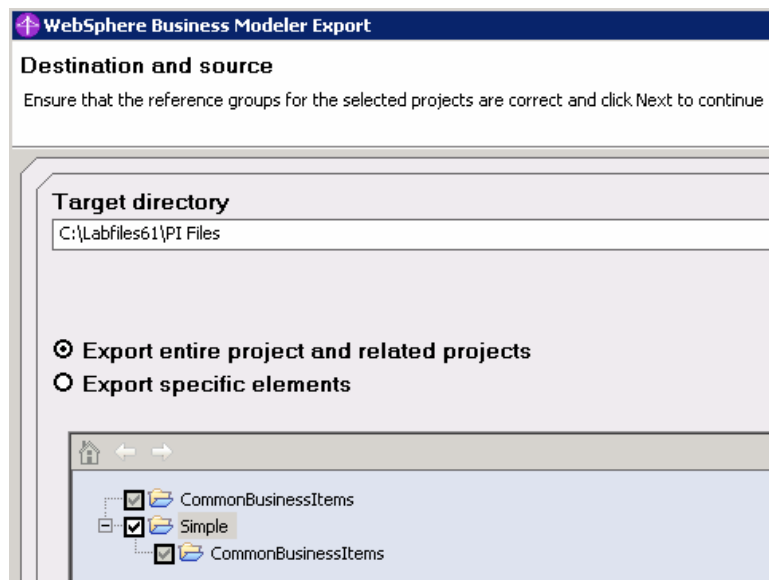 WebSphere Business Modeler Export
Destination and source
Ensure that the reference groups for the selected projects are correct and click Next to continue
Target directory
C:\Labfiles61\PI Files
Export entire project and related projects
Export specific elements
CommonBusinessItems
Simple
CommonBusinessItems